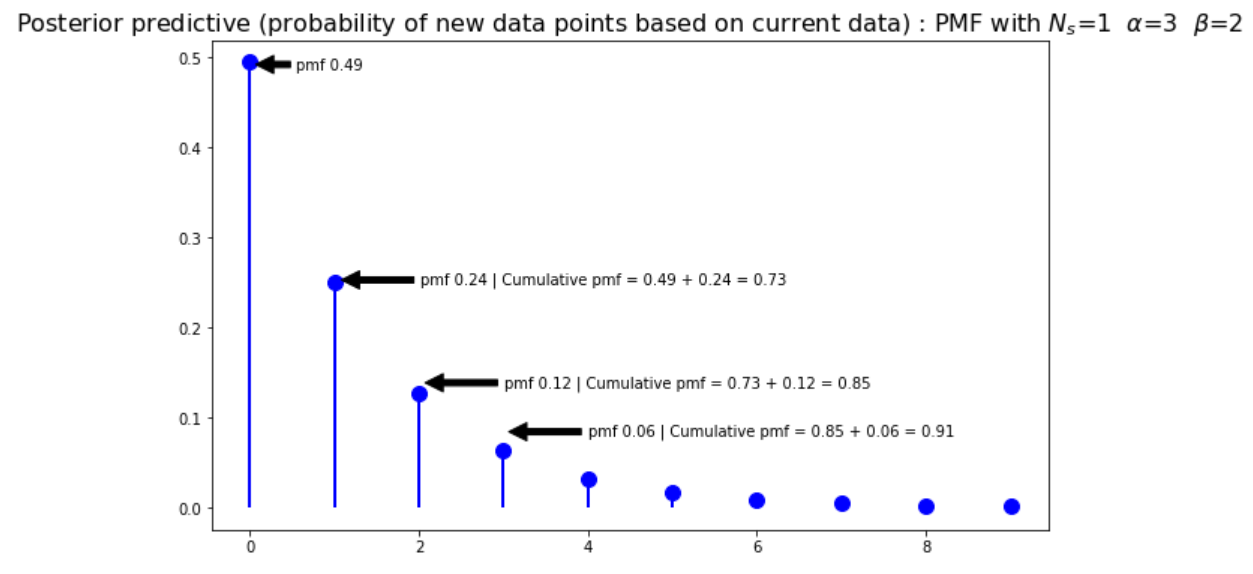 Posterior predictive (probability of new data points based on current data) : PMF with Nₛ=1 α=3 β=2
0.5
pmf 0.49
0.4
0.3
pmf 0.24 | Cumulative pmf = 0.49 + 0.24 = 0.73
0.2
pmf 0.12 | Cumulative pmf = 0.73 + 0.12 = 0.85
0.1
pmf 0.06 | Cumulative pmf = 0.85 + 0.06 = 0.91
0.0
0 2 4 6 8